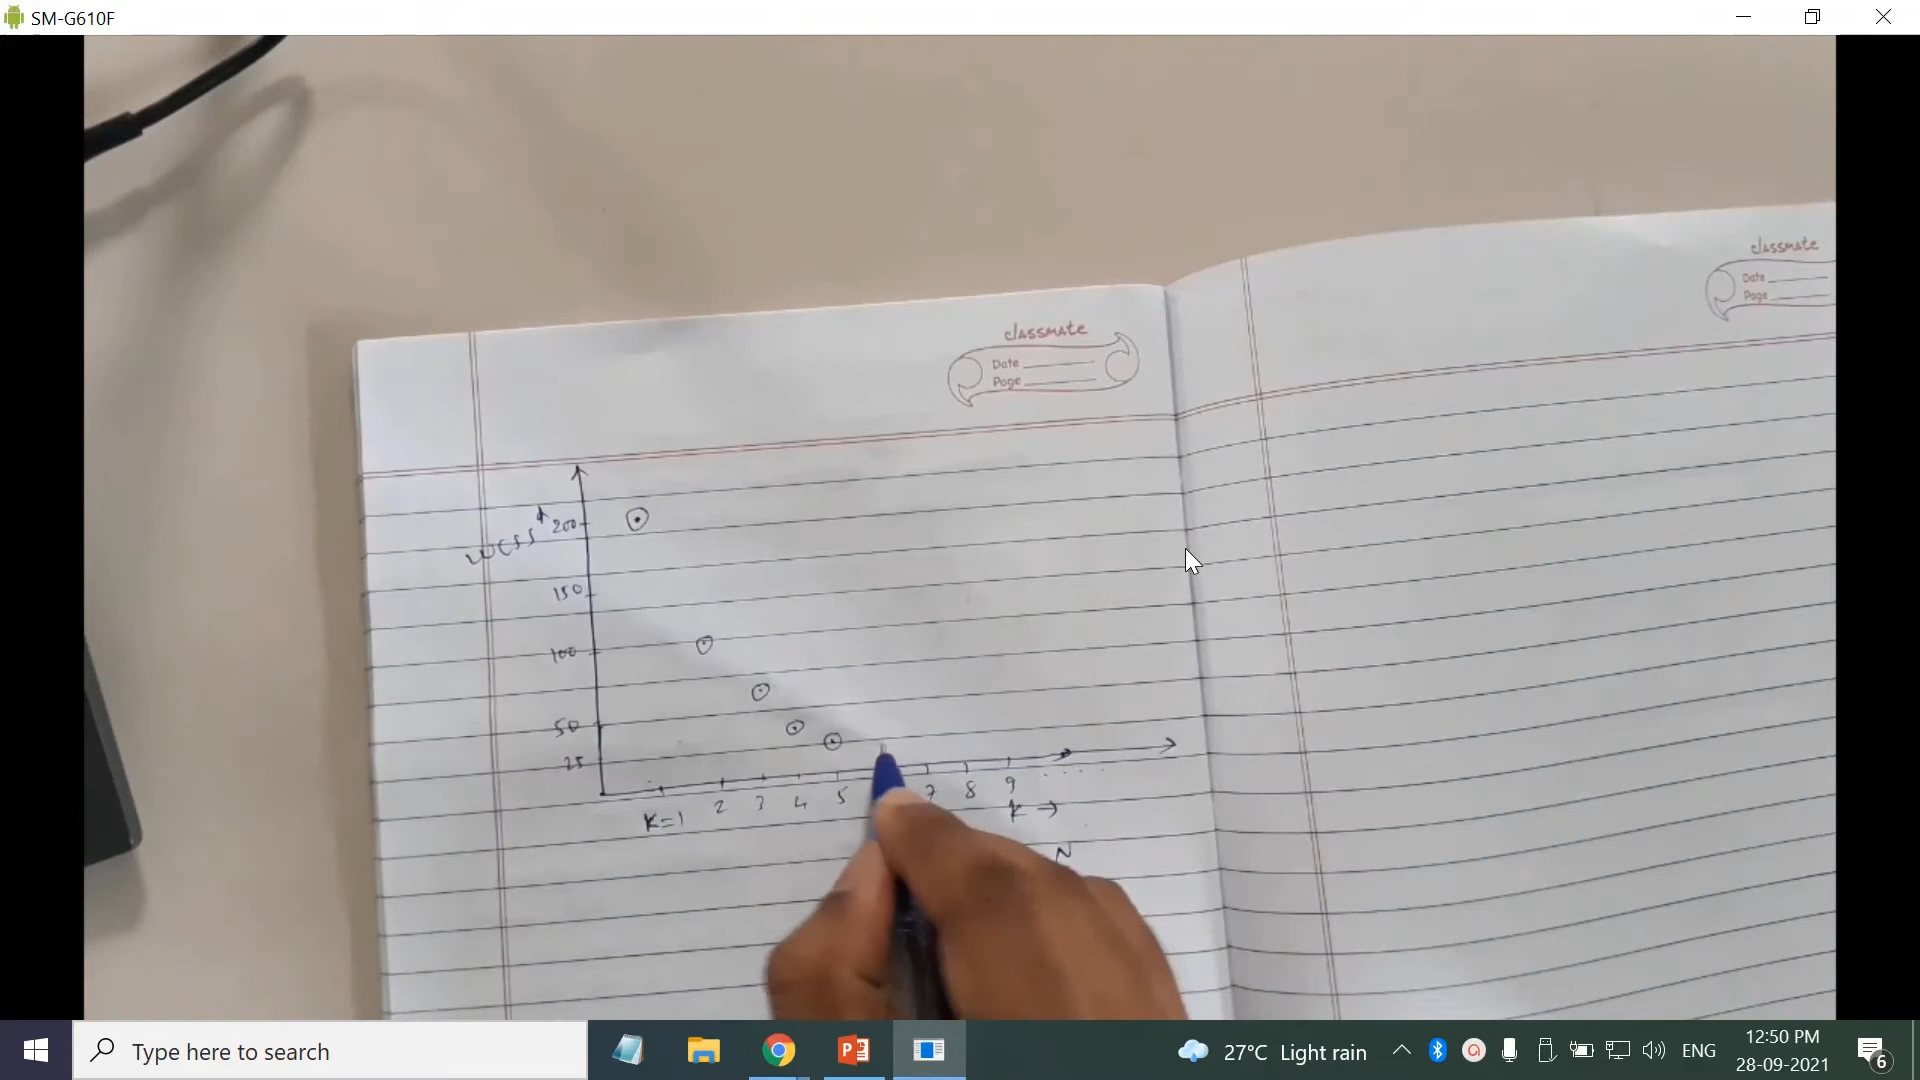 SM-G610F
classmate
Date
Page
classmate
Date
Page
WCSS
200
150
100
50
25
K=1 2 3 4 5 7 8 9
K →
N
Type here to search
27°C Light rain
ENG
12:50 PM
28-09-2021
6